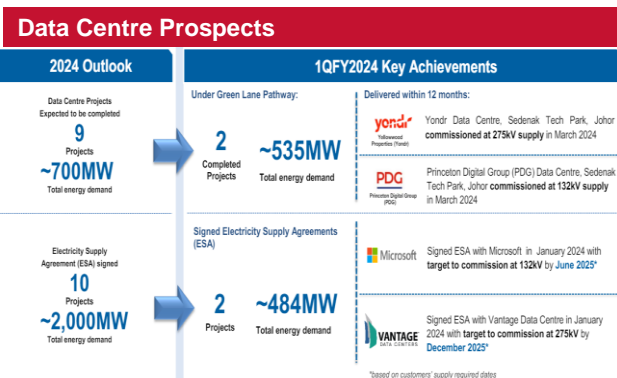 Data Centre Prospects
2024 Outlook
1QFY2024 Key Achievements
Data Centre Projects
Expected to be completed
9
Projects
~700MW
Total energy demand
Under Green Lane Pathway:
2
Completed
Projects
~535MW
Total energy demand
Delivered within 12 months:
yondr
Yellowwood
Properties (Yondr)
Yondr Data Centre, Sedenak Tech Park, Johor
commissioned at 275kV supply in March 2024
PDG
Princeton Digital Group
(PDG)
Princeton Digital Group (PDG) Data Centre, Sedenak
Tech Park, Johor commissioned at 132kV supply
in March 2024
Electricity Supply
Agreement (ESA) signed
10
Projects
~2,000MW
Total energy demand
Signed Electricity Supply Agreements
(ESA)
2
Projects
~484MW
Total energy demand
Microsoft
Signed ESA with Microsoft in January 2024 with
target to commission at 132kV by June 2025*
VANTAGE
DATA CENTERS
Signed ESA with Vantage Data Centre in January
2024 with target to commission at 275kV by
December 2025*
*based on customers' supply required dates